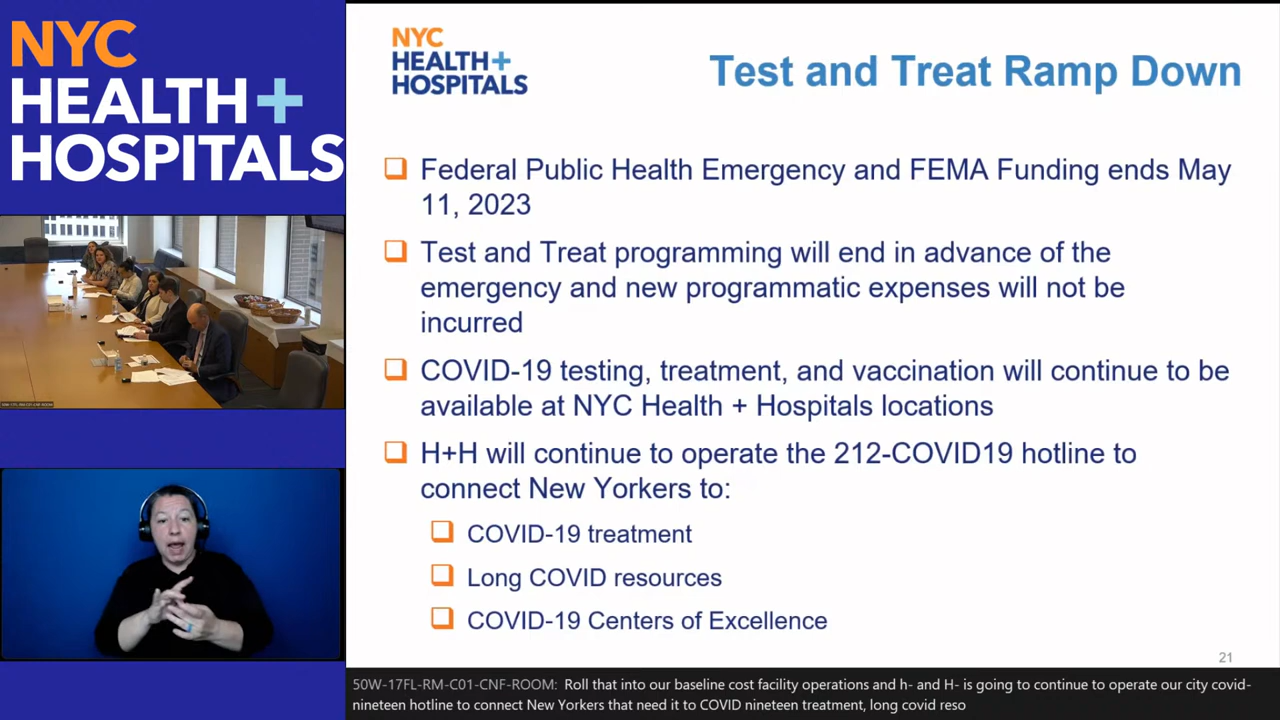 NYC
HEALTH+
HOSPITALS
50W-17FL-RM-C01-CNF-ROOM
NYC
HEALTH+
HOSPITALS
Test and Treat Ramp Down
Federal Public Health Emergency and FEMA Funding ends May
11, 2023
Test and Treat programming will end in advance of the
emergency and new programmatic expenses will not be
incurred
COVID-19 testing, treatment, and vaccination will continue to be
available at NYC Health + Hospitals locations
H+H will continue to operate the 212-COVID19 hotline to
connect New Yorkers to:
COVID-19 treatment
Long COVID resources
COVID-19 Centers of Excellence
21
50W-17FL-RM-C01-CNF-ROOM: Roll that into our baseline cost facility operations and h- and H- is going to continue to operate our city covid-
nineteen hotline to connect New Yorkers that need it to COVID nineteen treatment, long covid reso